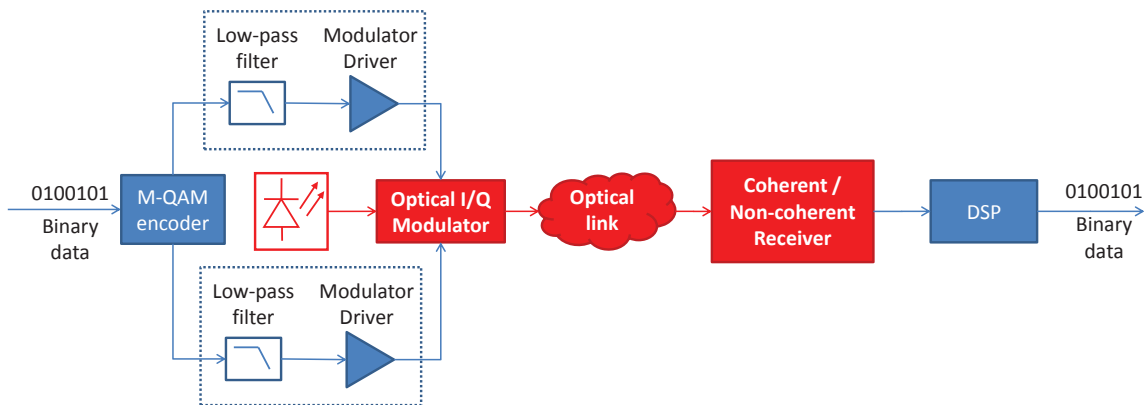 Low-pass
filter
Modulator
Driver
0100101
Binary
data
M-QAM
encoder
Optical I/Q
Modulator
Optical
link
Coherent /
Non-coherent
Receiver
DSP
0100101
Binary
data
Low-pass
filter
Modulator
Driver